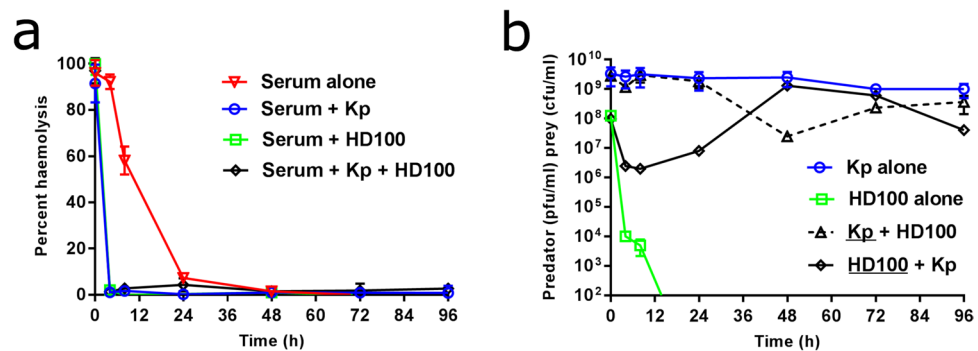 a
Percent haemolysis
100
80
60
40
20
0
0 12 24 36 48 60 72 84 96
Time (h)
Serum alone
Serum + Kp
Serum + HD100
Serum + Kp + HD100
b
Predator (pfu/ml) prey (cfu/ml)
10¹⁰
10⁹
10⁸
10⁷
10⁶
10⁵
10⁴
10³
10²
0 12 24 36 48 60 72 84 96
Time (h)
Kp alone
HD100 alone
Kp + HD100
HD100 + Kp